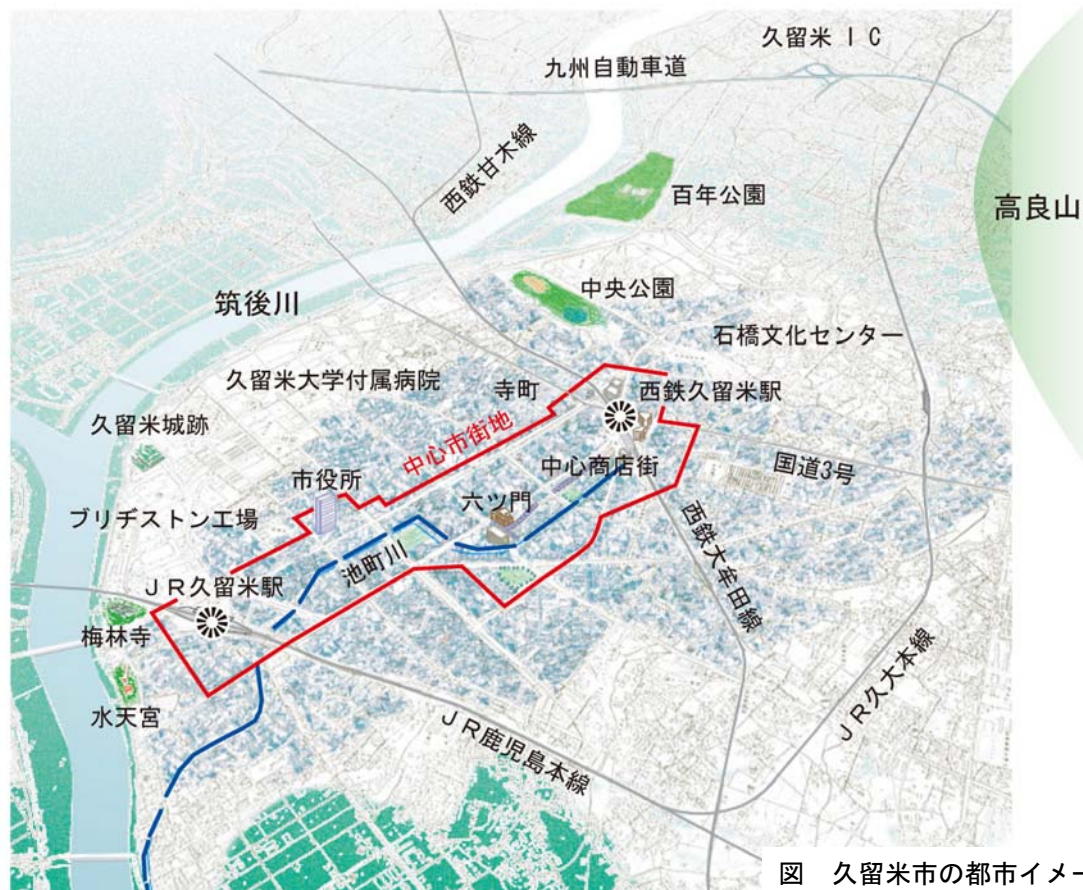 久留米ＩＣ
九州自動車道
西鉄甘木線
百年公園
高良山
中央公園
筑後川
石橋文化センター
久留米大学付属病院
寺町
西鉄久留米駅
久留米城跡
中心市街地
中心商店街
国道3号
市役所
六ツ門
ブリヂストン工場
西鉄大牟田線
池町川
ＪＲ久留米駅
梅林寺
ＪＲ久大本線
水天宮
ＪＲ鹿児島本線
図　久留米市の都市イメー